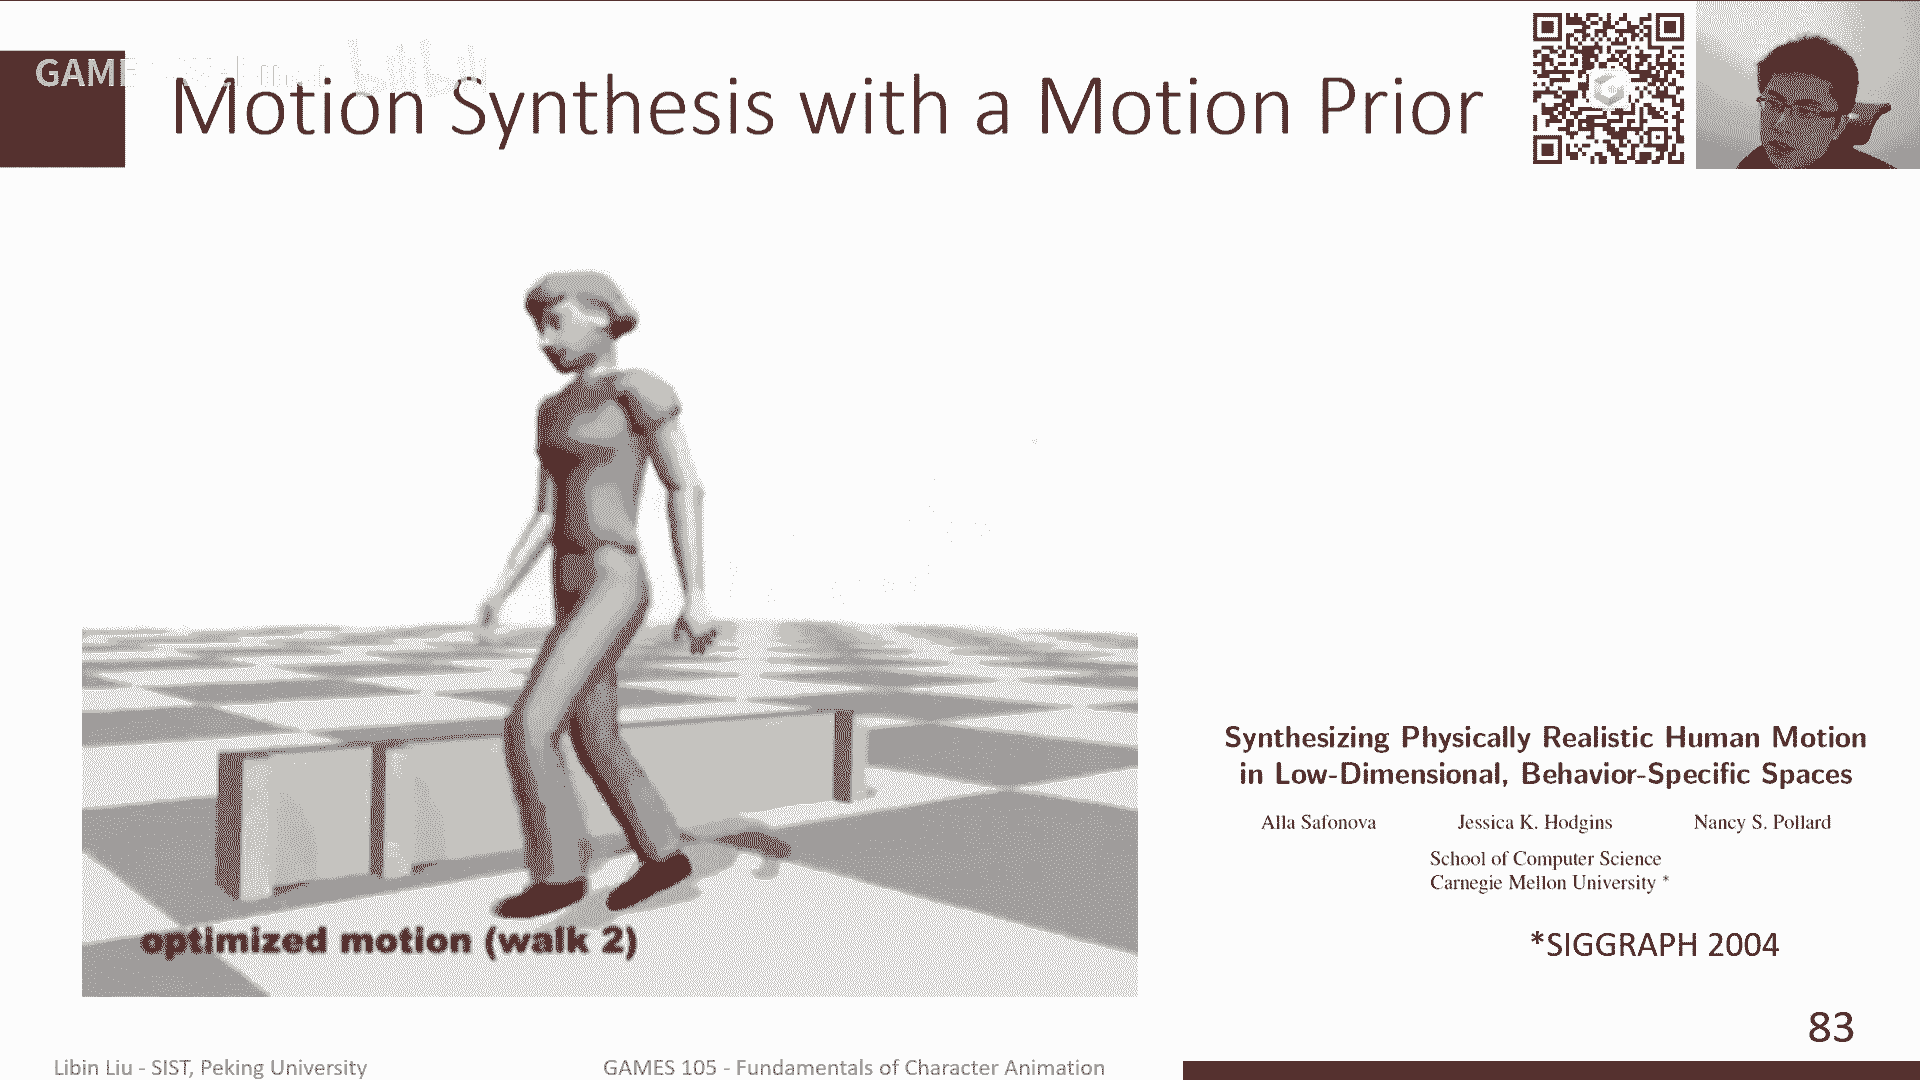 GAME
Motion Synthesis with a Motion Prior
optimized motion (walk 2)
Synthesizing Physically Realistic Human Motion
in Low-Dimensional, Behavior-Specific Spaces
Alla Safonova Jessica K. Hodgins Nancy S. Pollard
School of Computer Science
Carnegie Mellon University *
*SIGGRAPH 2004
83
Libin Liu - SIST, Peking University GAMES 105 - Fundamentals of Character Animation